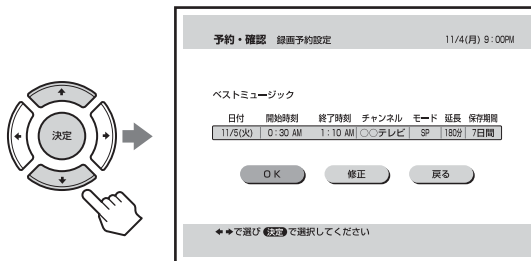 予約・確認 録画予約設定 11/4(月) 9:00PM
ベストミュージック
日付 開始時刻 終了時刻 チャンネル モード 延長 保存期間
11/5(火) 0:30 AM 1:10 AM ○○テレビ SP 180分 7日間
決定
OK 修正 戻る
で選び 決定 で選択してください